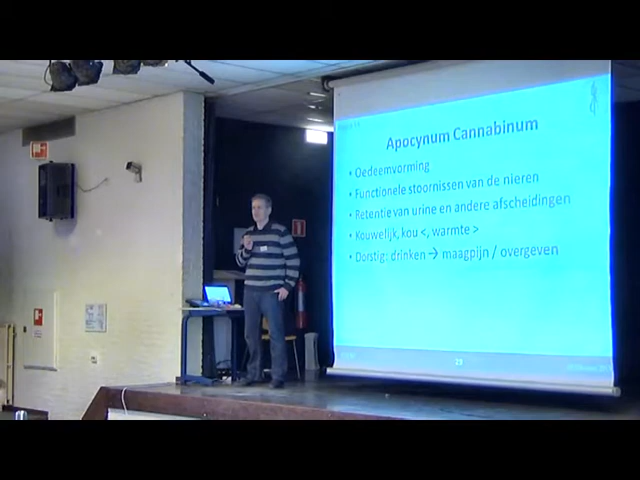 Apocynum Cannabinum
• Oedeemvorming
• Functionele stoornissen van de nieren
• Retentie van urine en andere afscheidingen
• Kouwelijk, kou <, warmte >
• Dorstig: drinken → maagpijn / overgeven